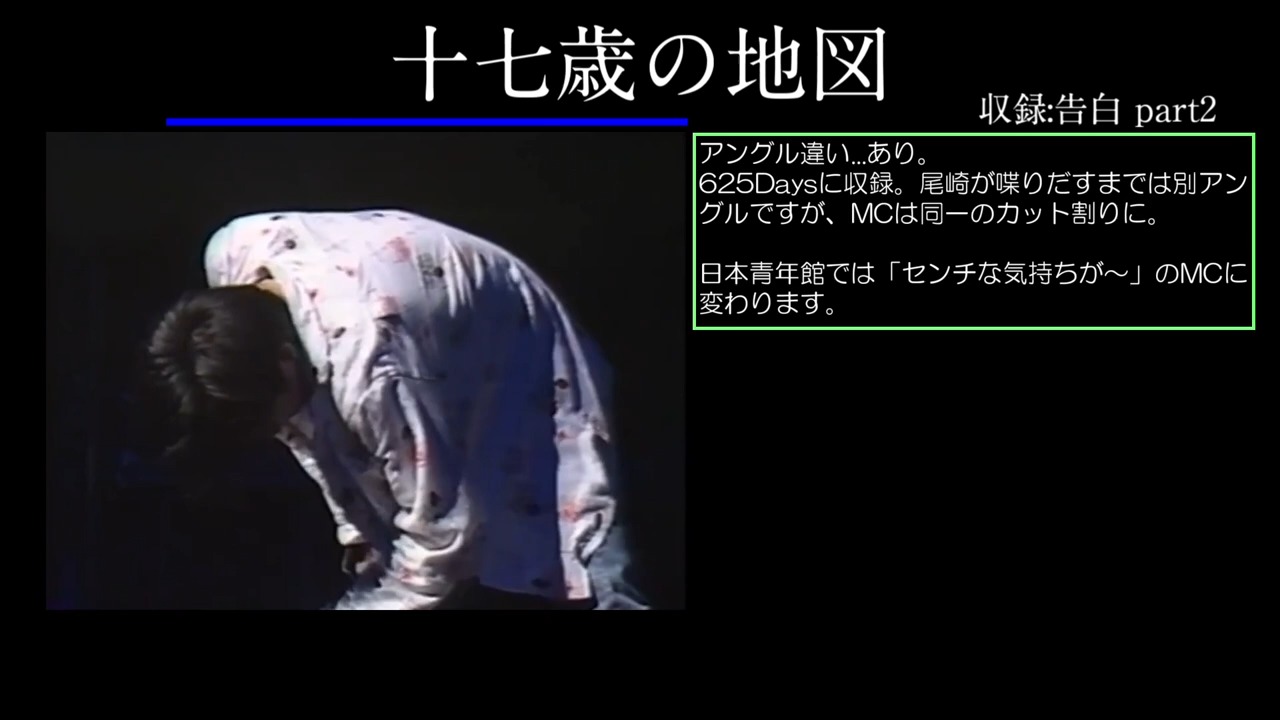 十七歳の地図
収録:告白 part2
アングル違い...あり。
625Daysに収録。尾崎が喋りだすまでは別アン
グルですが、MCは同一のカット割りに。
日本青年館では「センチな気持ちが～」のMCに
変わります。